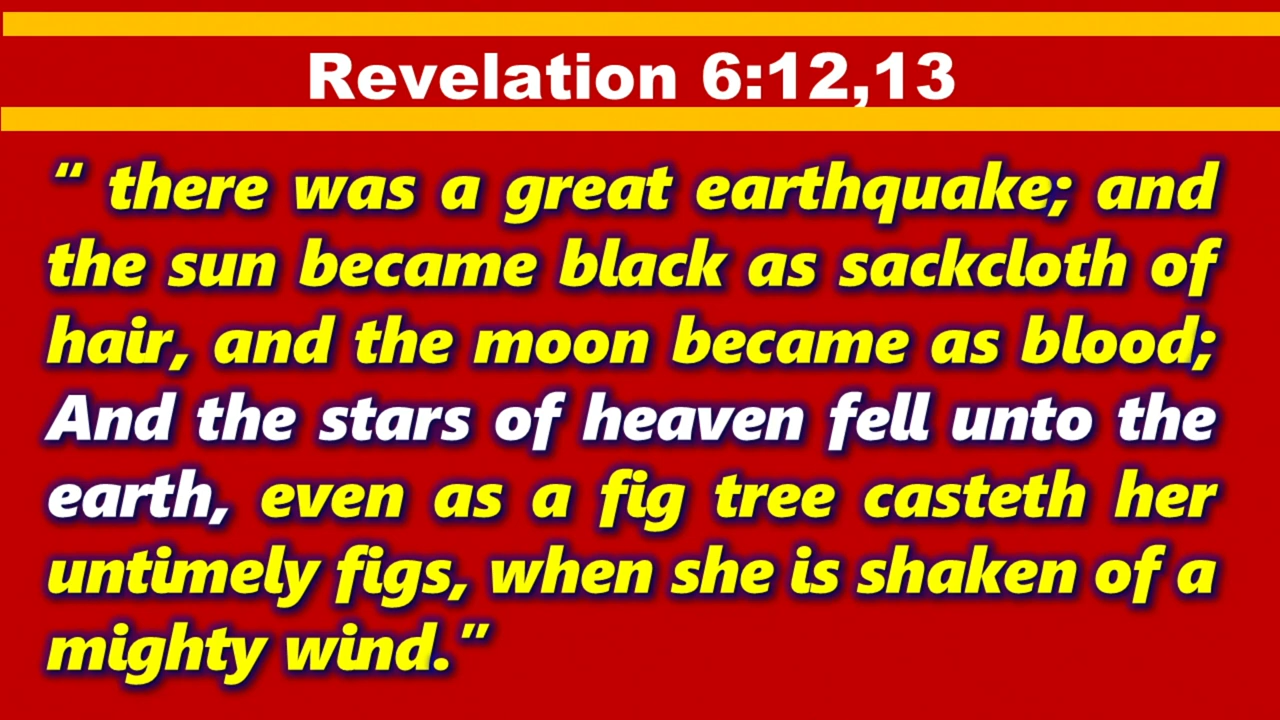 Revelation 6:12,13
“ there was a great earthquake; and
the sun became black as sackcloth of
hair, and the moon became as blood;
And the stars of heaven fell unto the
earth, even as a fig tree casteth her
untimely figs, when she is shaken of a
mighty wind.”